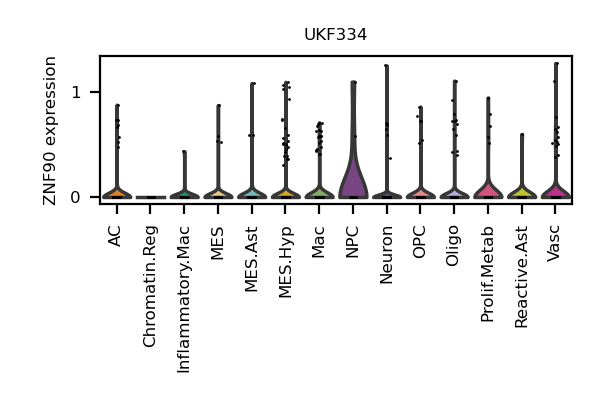 UKF334
ZNF90 expression
1
0
AC
Chromatin.Reg
Inflammatory.Mac
MES
MES.Ast
MES.Hyp
Mac
NPC
Neuron
OPC
Oligo
Prolif.Metab
Reactive.Ast
Vasc